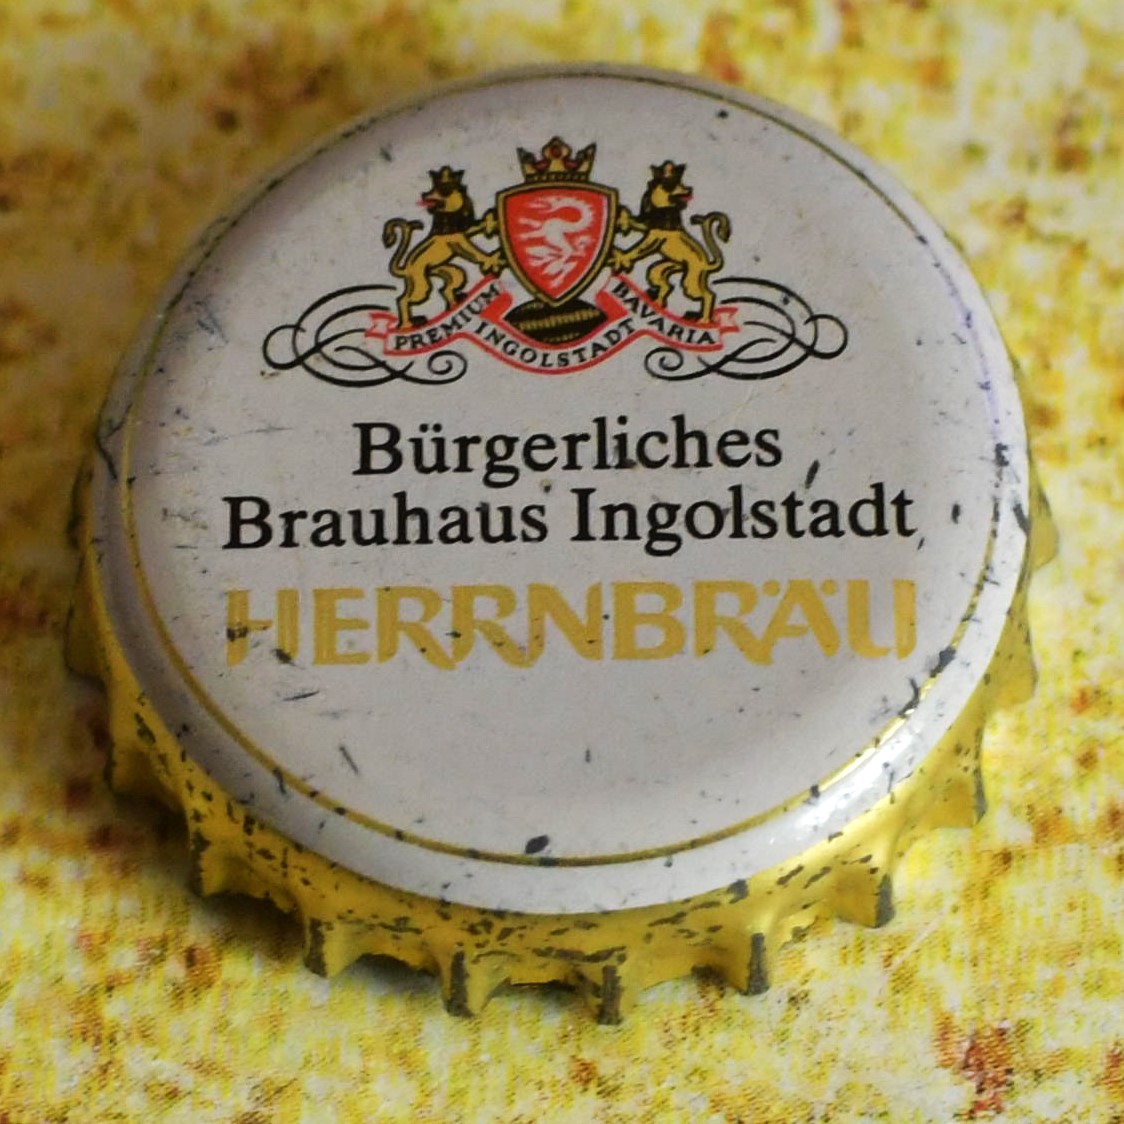 PREMIUM INGOLSTADT BAVARIA
Bürgerliches
Brauhaus Ingolstadt
HERRNBRÄU